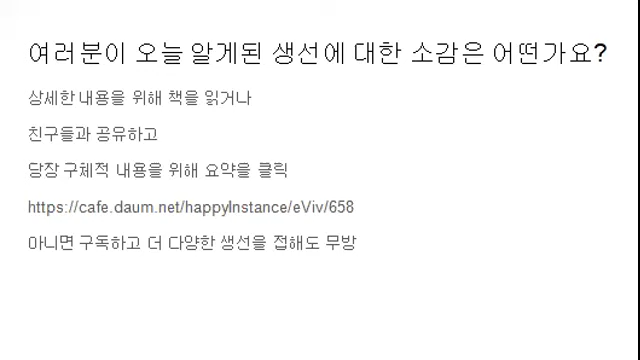 여러분이 오늘 알게된 생선에 대한 소감은 어떤가요?
상세한 내용을 위해 책을 읽거나
친구들과 공유하고
당장 구체적 내용을 위해 요약을 클릭
https://cafe.daum.net/happyInstance/eViv/658
아니면 구독하고 더 다양한 생선을 접해도 무방